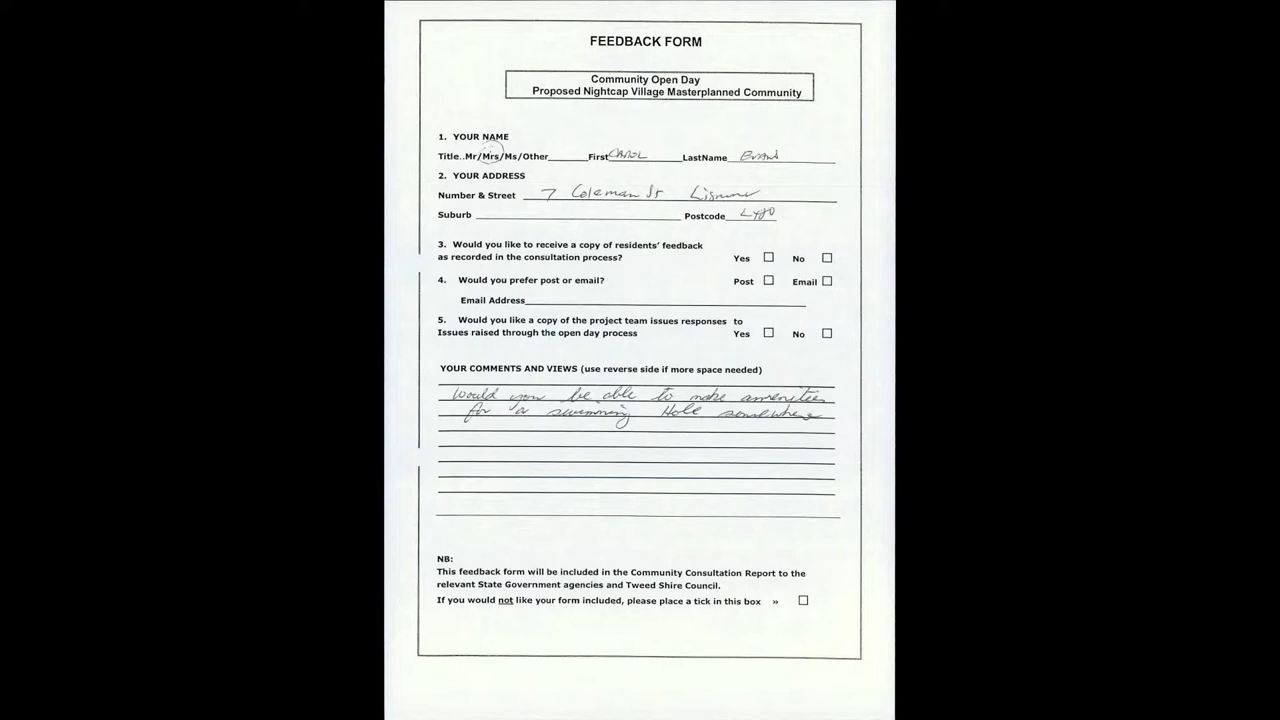 FEEDBACK FORM
Community Open Day
Proposed Nightcap Village Masterplanned Community
1. YOUR NAME
Title..Mr/Mrs/Ms/Other______First CAROL LastName Evans
2. YOUR ADDRESS
Number & Street 7 Coleman St Lismore
Suburb Postcode
3. Would you like to receive a copy of residents' feedback
as recorded in the consultation process? Yes ☐ No ☐
4. Would you prefer post or email? Post ☐ Email ☐
Email Address
5. Would you like a copy of the project team issues responses to
Issues raised through the open day process Yes ☐ No ☐
YOUR COMMENTS AND VIEWS (use reverse side if more space needed)
Would you be able to make amenities
for a swimming Hole somewhere
NB:
This feedback form will be included in the Community Consultation Report to the
relevant State Government agencies and Tweed Shire Council.
If you would not like your form included, please place a tick in this box » ☐